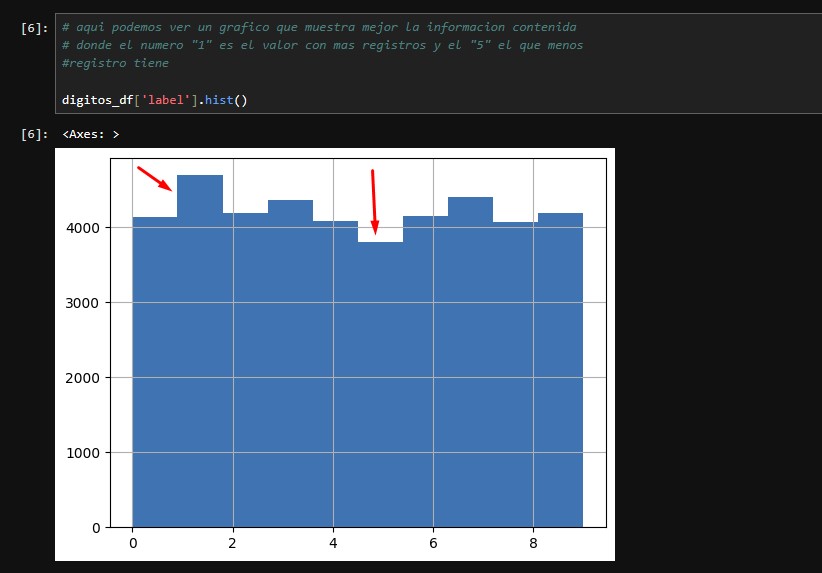 [6]: # aqui podemos ver un grafico que muestra mejor la informacion contenida
# donde el numero "1" es el valor con mas registros y el "5" el que menos
#registro tiene
digitos_df['label'].hist()
[6]: <Axes: >
4000
3000
2000
1000
0
0 2 4 6 8